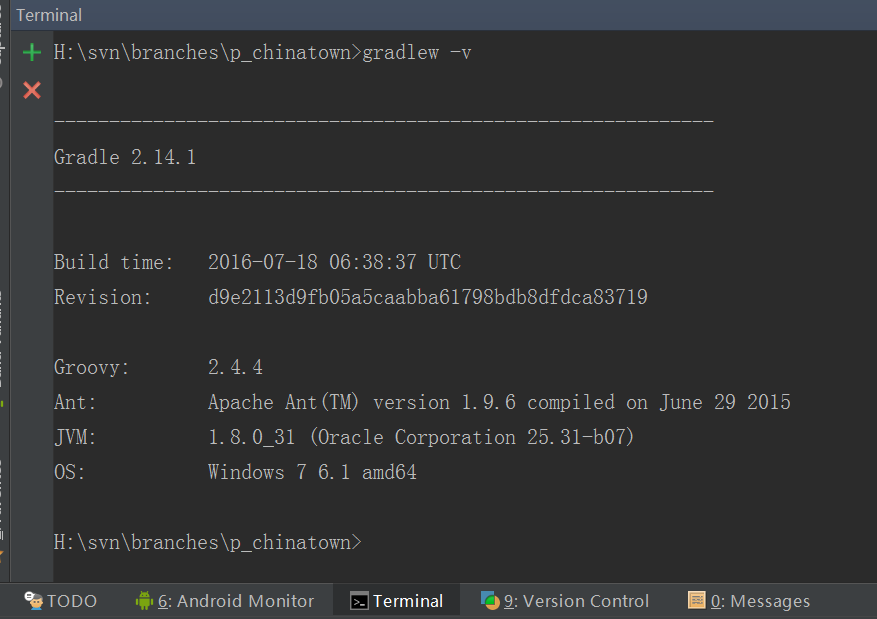 Terminal
H:\svn\branches\p_chinatown>gradlew -v
------------------------------------------------------------
Gradle 2.14.1
------------------------------------------------------------
Build time:   2016-07-18 06:38:37 UTC
Revision:     d9e2113d9fb05a5caabba61798bdb8dfdca83719
Groovy:       2.4.4
Ant:          Apache Ant(TM) version 1.9.6 compiled on June 29 2015
JVM:          1.8.0_31 (Oracle Corporation 25.31-b07)
OS:           Windows 7 6.1 amd64
H:\svn\branches\p_chinatown>
TODO 6: Android Monitor Terminal 9: Version Control 0: Messages